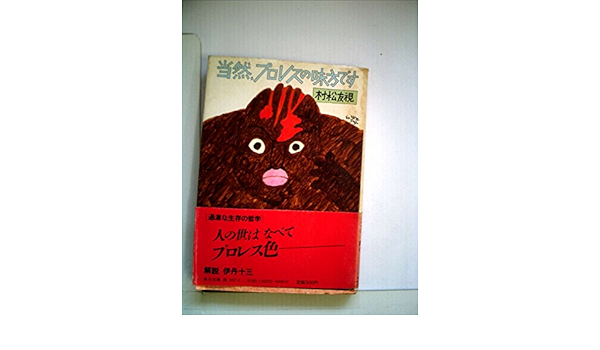 当然、プロレスの味方です
村松友視
［過激な生存の哲学］
人の世は なべて
プロレス色
解説 伊丹十三